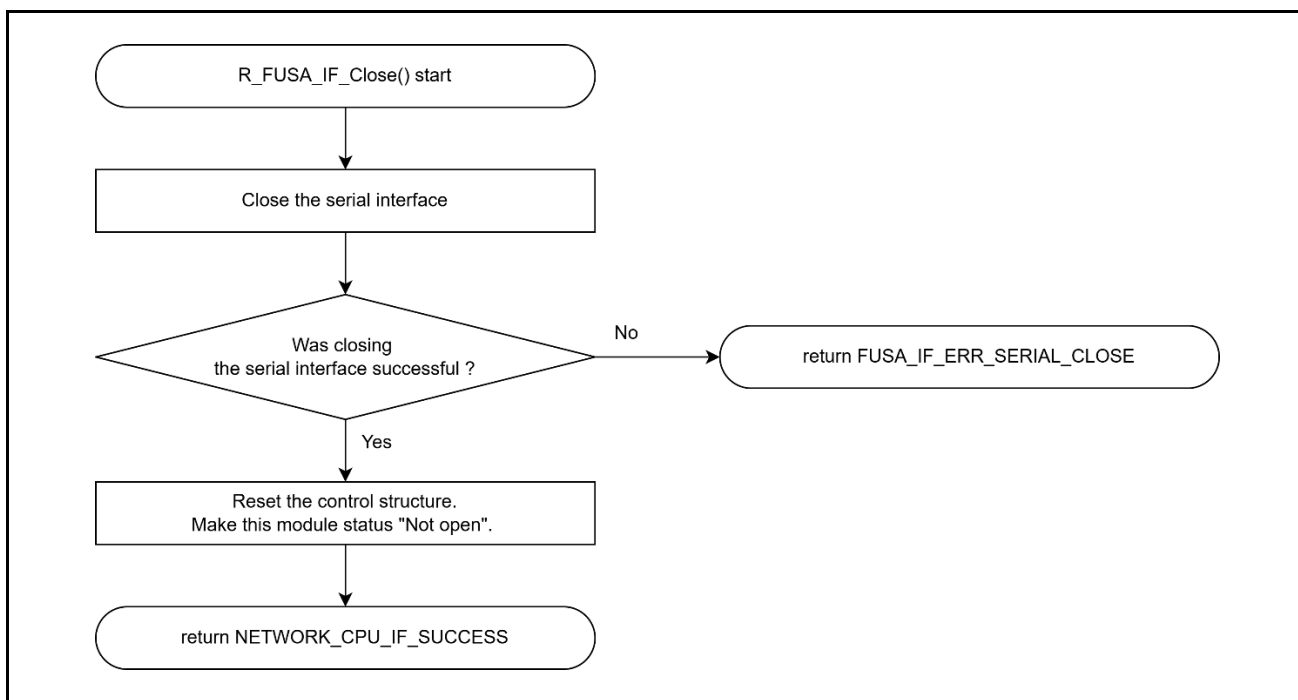 R_FUSA_IF_Close() start
Close the serial interface
Was closing
the serial interface successful ?
No
return FUSA_IF_ERR_SERIAL_CLOSE
Yes
Reset the control structure.
Make this module status "Not open".
return NETWORK_CPU_IF_SUCCESS